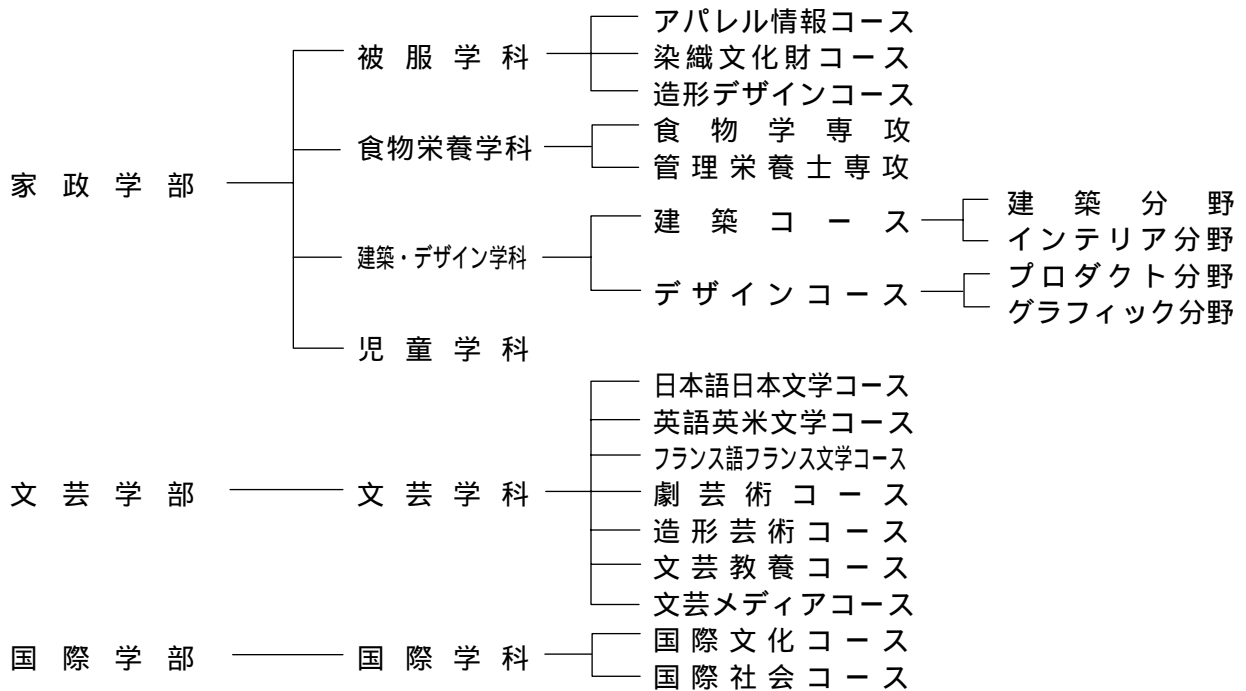 家政学部
被服学科
アパレル情報コース
染織文化財コース
造形デザインコース
食物栄養学科
食物学専攻
管理栄養士専攻
建築・デザイン学科
建築コース
建築分野
インテリア分野
デザインコース
プロダクト分野
グラフィック分野
児童学科
文芸学部
文芸学科
日本語日本文学コース
英語英米文学コース
フランス語フランス文学コース
劇芸術コース
造形芸術コース
文芸教養コース
文芸メディアコース
国際学部
国際学科
国際文化コース
国際社会コース